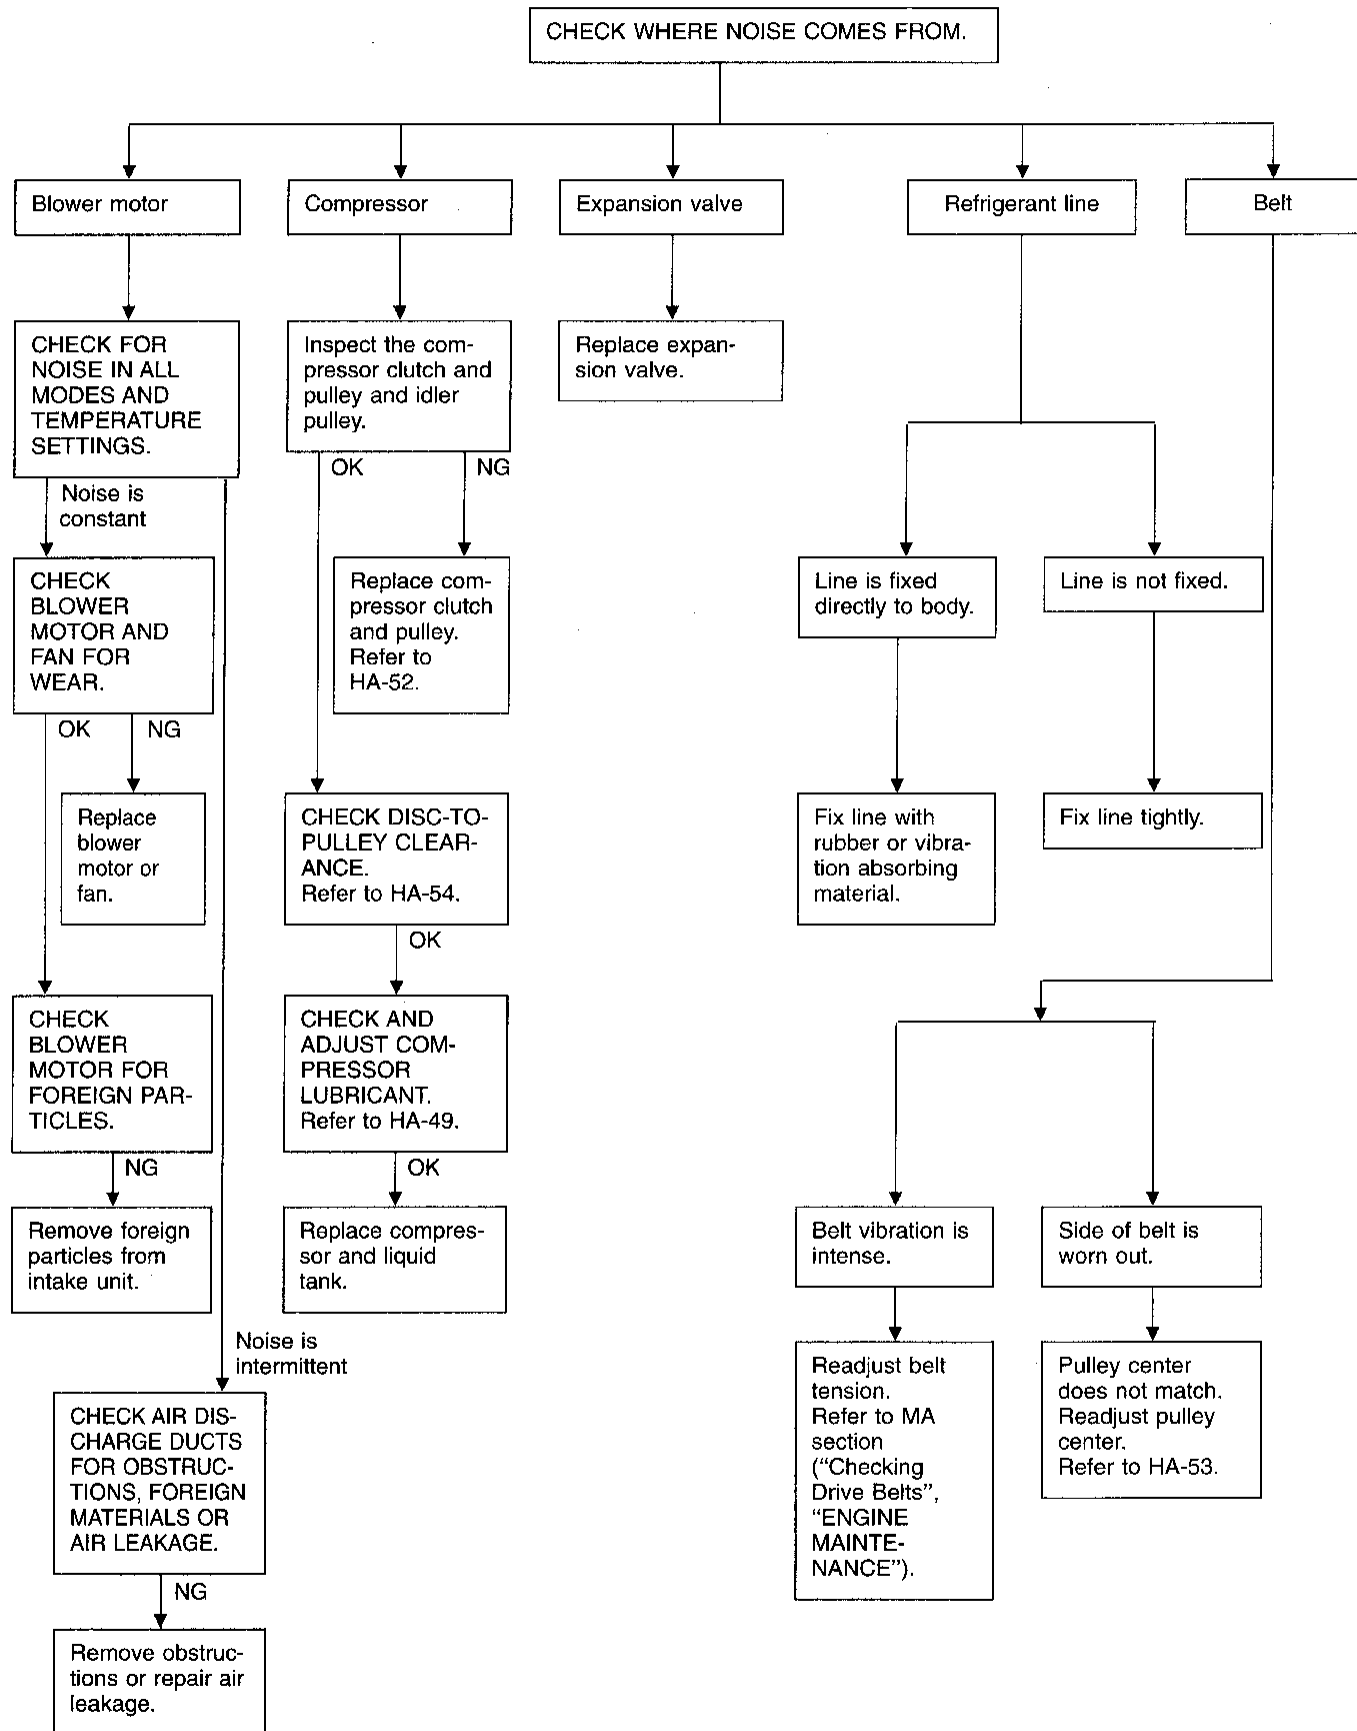 CHECK WHERE NOISE COMES FROM.
Blower motor
Compressor
Expansion valve
Refrigerant line
Belt
CHECK FOR
NOISE IN ALL
MODES AND
TEMPERATURE
SETTINGS.
Inspect the com-
pressor clutch and
pulley and idler
pulley.
Replace expan-
sion valve.
OK
NG
Noise is
constant
CHECK
BLOWER
MOTOR AND
FAN FOR
WEAR.
Replace com-
pressor clutch
and pulley.
Refer to
HA-52.
Line is fixed
directly to body.
Line is not fixed.
OK
NG
Replace
blower
motor or
fan.
CHECK DISC-TO-
PULLEY CLEAR-
ANCE.
Refer to HA-54.
Fix line with
rubber or vibra-
tion absorbing
material.
Fix line tightly.
OK
CHECK
BLOWER
MOTOR FOR
FOREIGN PAR-
TICLES.
CHECK AND
ADJUST COM-
PRESSOR
LUBRICANT.
Refer to HA-49.
NG
OK
Remove foreign
particles from
intake unit.
Replace compres-
sor and liquid
tank.
Belt vibration is
intense.
Side of belt is
worn out.
Noise is
intermittent
Readjust belt
tension.
Refer to MA
section
(“Checking
Drive Belts”,
“ENGINE
MAINTE-
NANCE”).
Pulley center
does not match.
Readjust pulley
center.
Refer to HA-53.
CHECK AIR DIS-
CHARGE DUCTS
FOR OBSTRUC-
TIONS, FOREIGN
MATERIALS OR
AIR LEAKAGE.
NG
Remove obstruc-
tions or repair air
leakage.